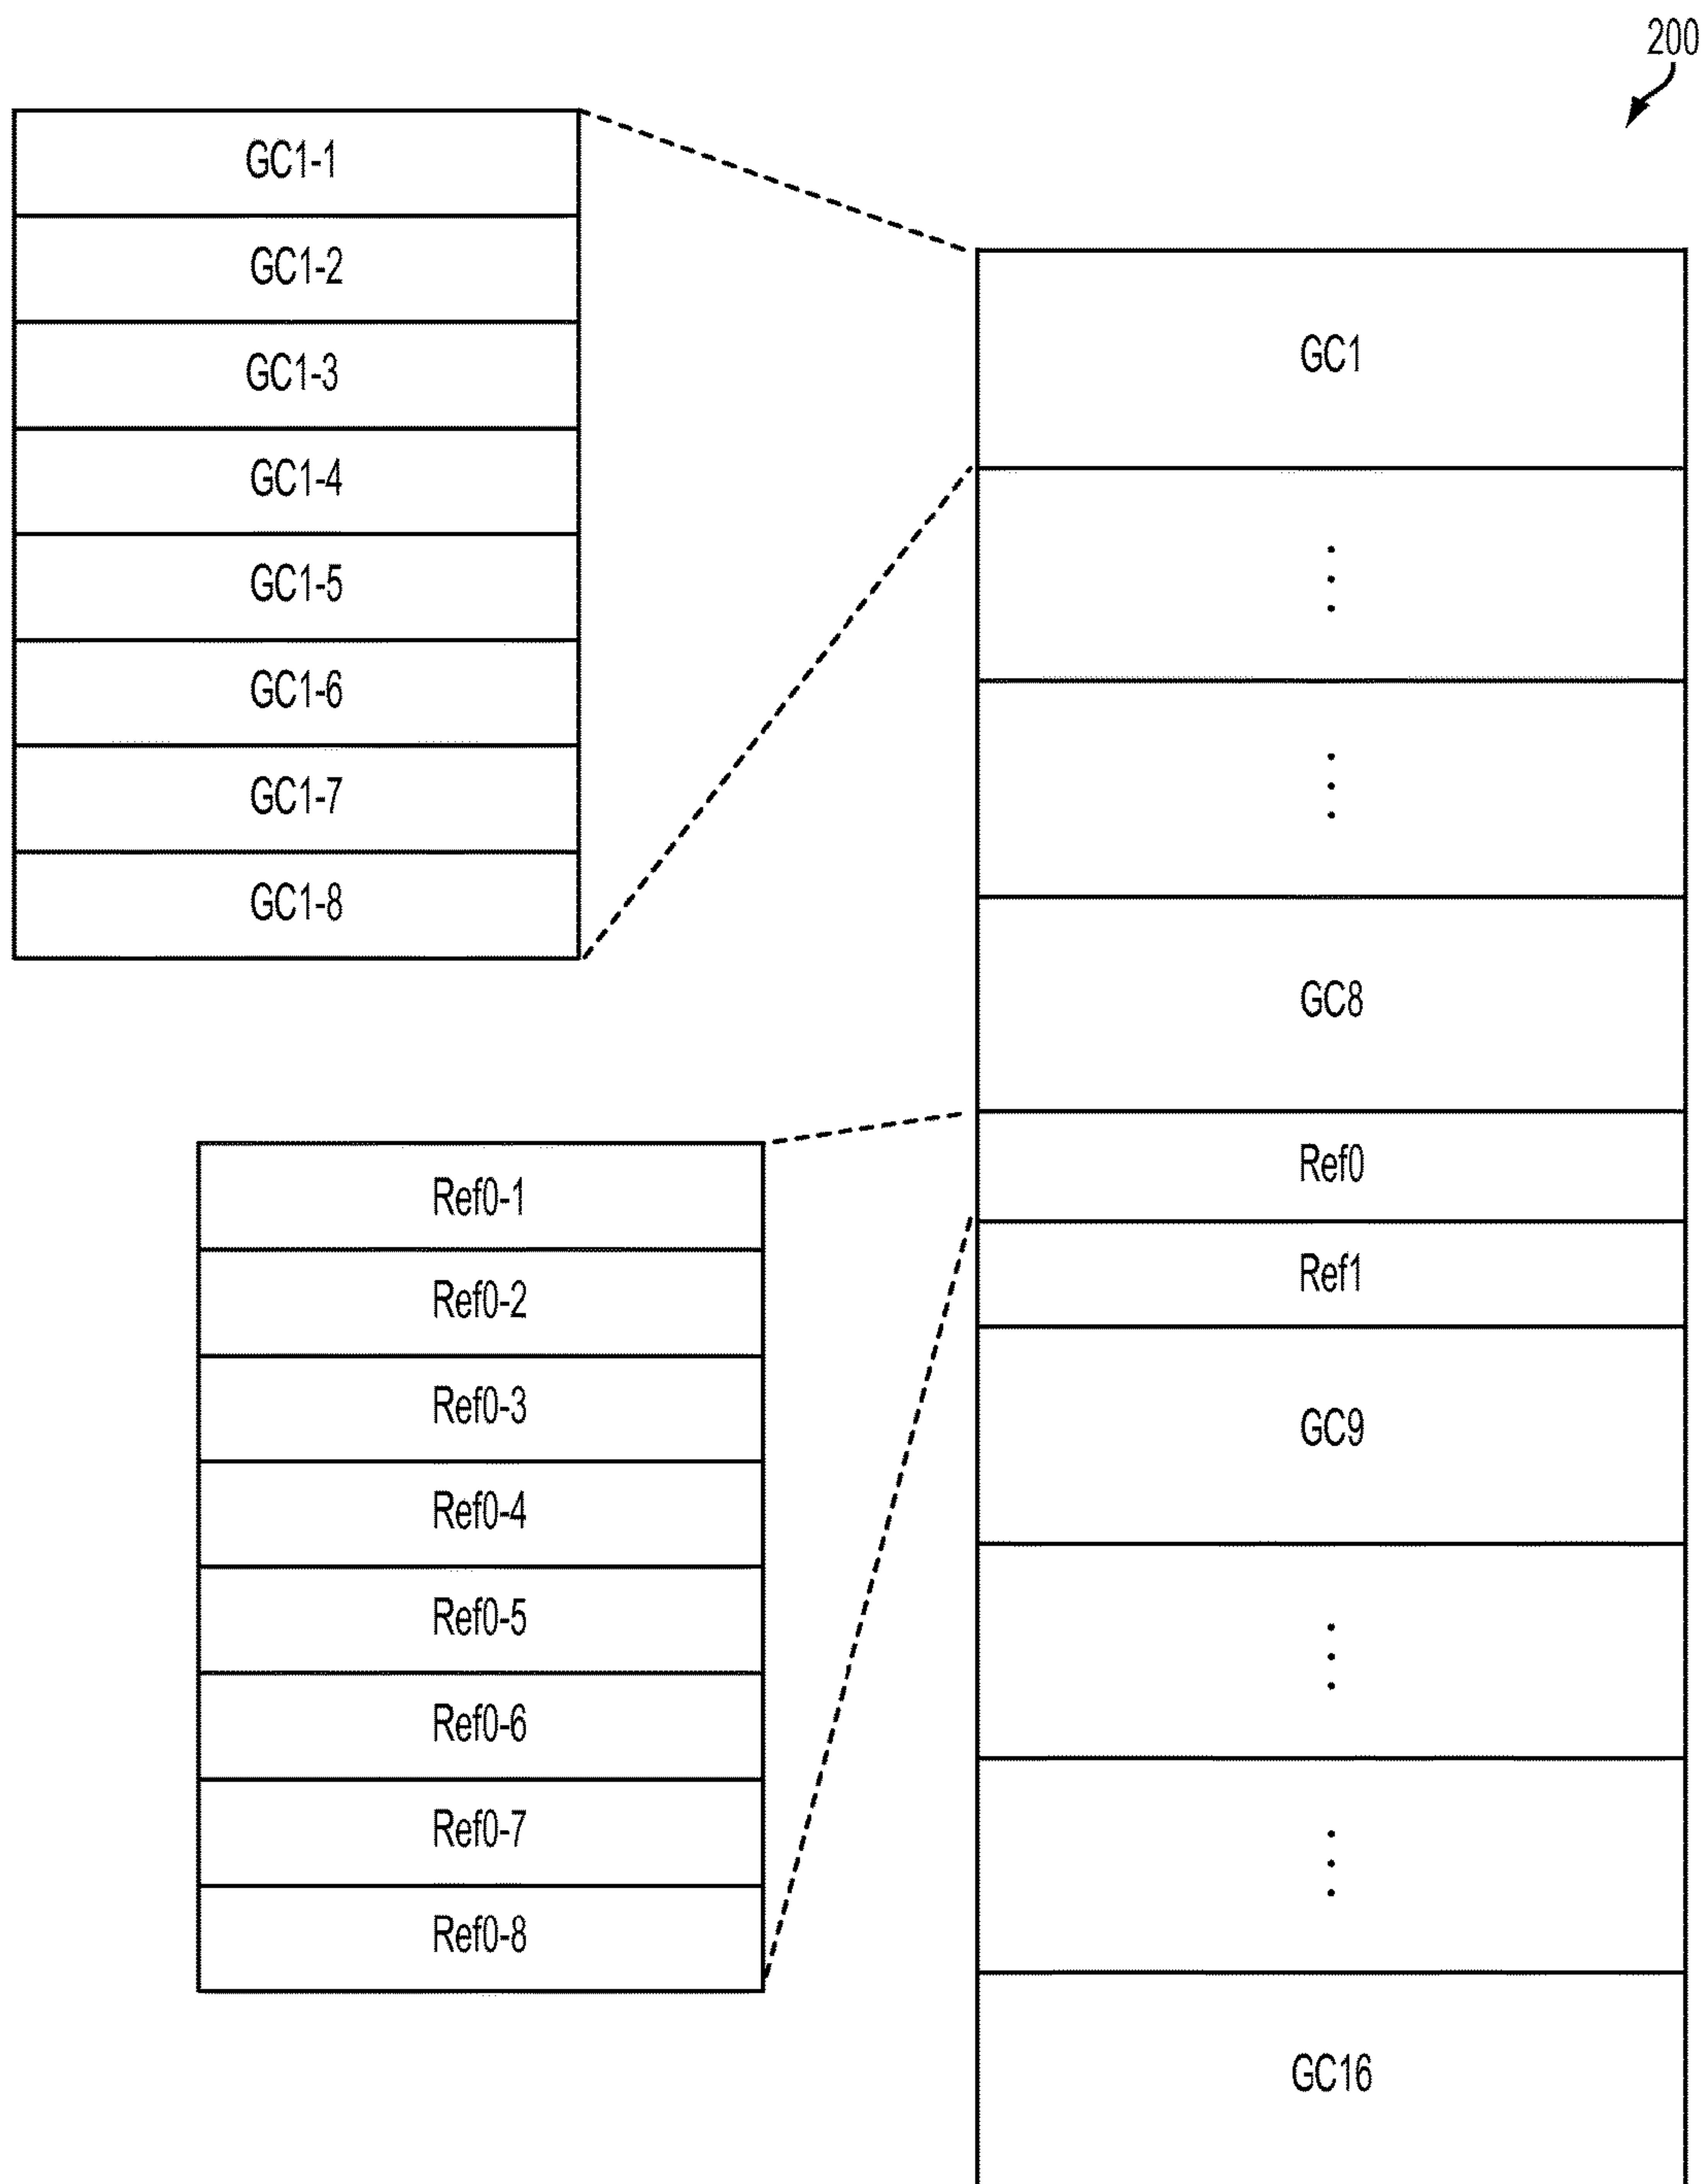 200
GC1-1
GC1-2
GC1-3
GC1-4
GC1-5
GC1-6
GC1-7
GC1-8
Ref0-1
Ref0-2
Ref0-3
Ref0-4
Ref0-5
Ref0-6
Ref0-7
Ref0-8
GC1
GC8
Ref0
Ref1
GC9
GC16